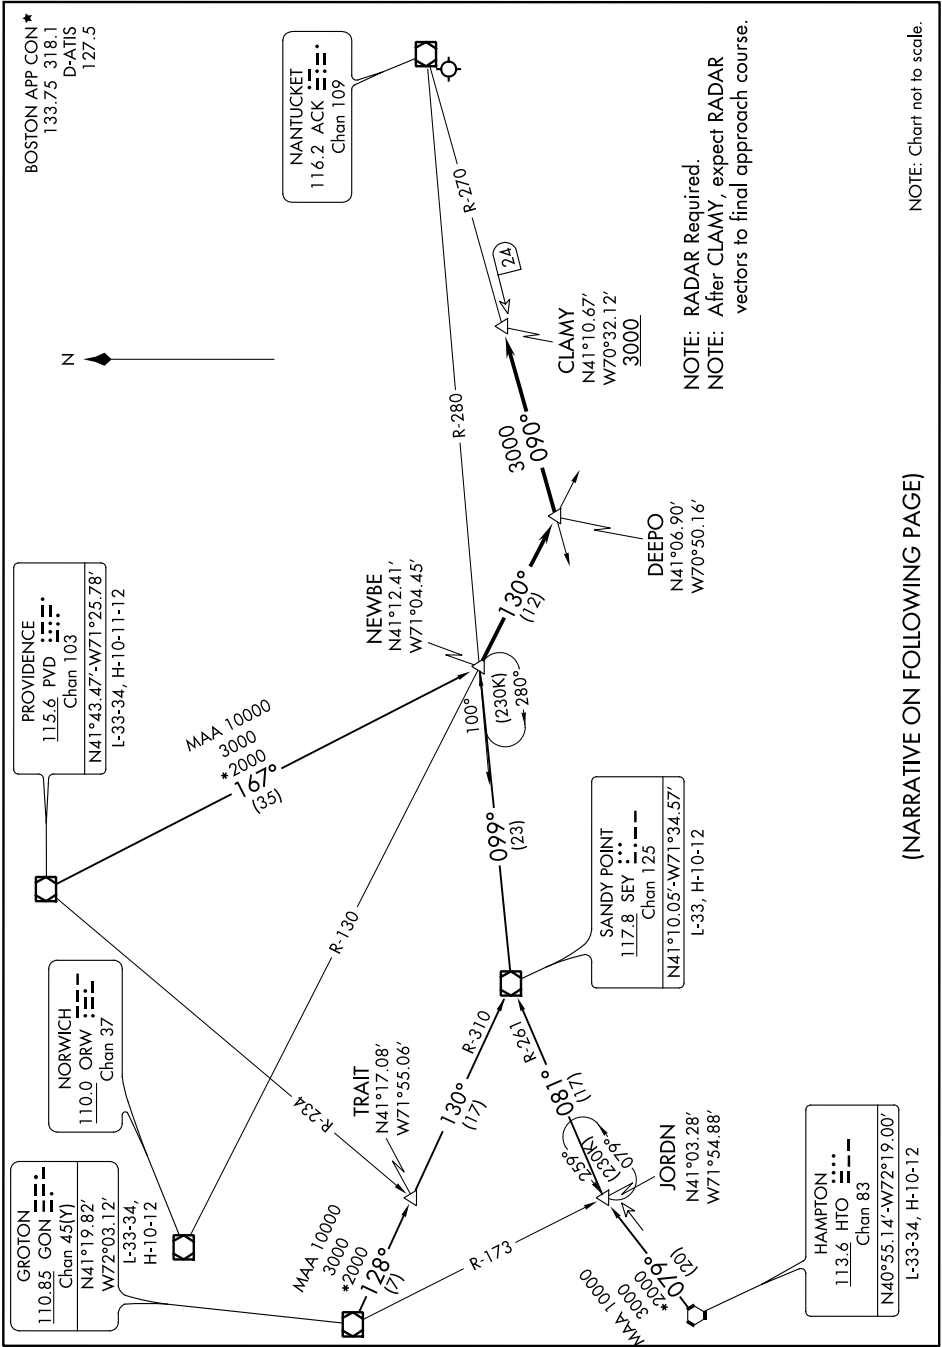 BOSTON APP CON★
133.75 318.1
D-ATIS
127.5
N
NANTUCKET
116.2 ACK
Chan 109
PROVIDENCE
115.6 PVD
Chan 103
N41°43.47'-W71°25.78'
L-33-34, H-10-11-12
NORWICH
110.0 ORW
Chan 37
GROTON
110.85 GON
Chan 45(Y)
N41°19.82'
W72°03.12'
L-33-34,
H-10-12
MAA 10000
3000
*2000
167°
(35)
NEWBE
N41°12.41'
W71°04.45'
R-280
R-270
24
CLAMY
N41°10.67'
W70°32.12'
3000
3000
090°
130°
(12)
DEEPO
N41°06.90'
W70°50.16'
100°
(230K)
280°
099°
(23)
R-130
R-234
TRAIT
N41°17.08'
W71°55.06'
MAA 10000
3000
*2000
128°
(7)
130°
(17)
R-310
R-261
081°
(17)
259°
(230K)
079°
JORDN
N41°03.28'
W71°54.88'
R-173
MAA 10000
3000
*2000
079°
(20)
SANDY POINT
117.8 SEY
Chan 125
N41°10.05'-W71°34.57'
L-33, H-10-12
HAMPTON
113.6 HTO
Chan 83
N40°55.14'-W72°19.00'
L-33-34, H-10-12
NOTE: RADAR Required.
NOTE: After CLAMY, expect RADAR
vectors to final approach course.
(NARRATIVE ON FOLLOWING PAGE)
NOTE: Chart not to scale.